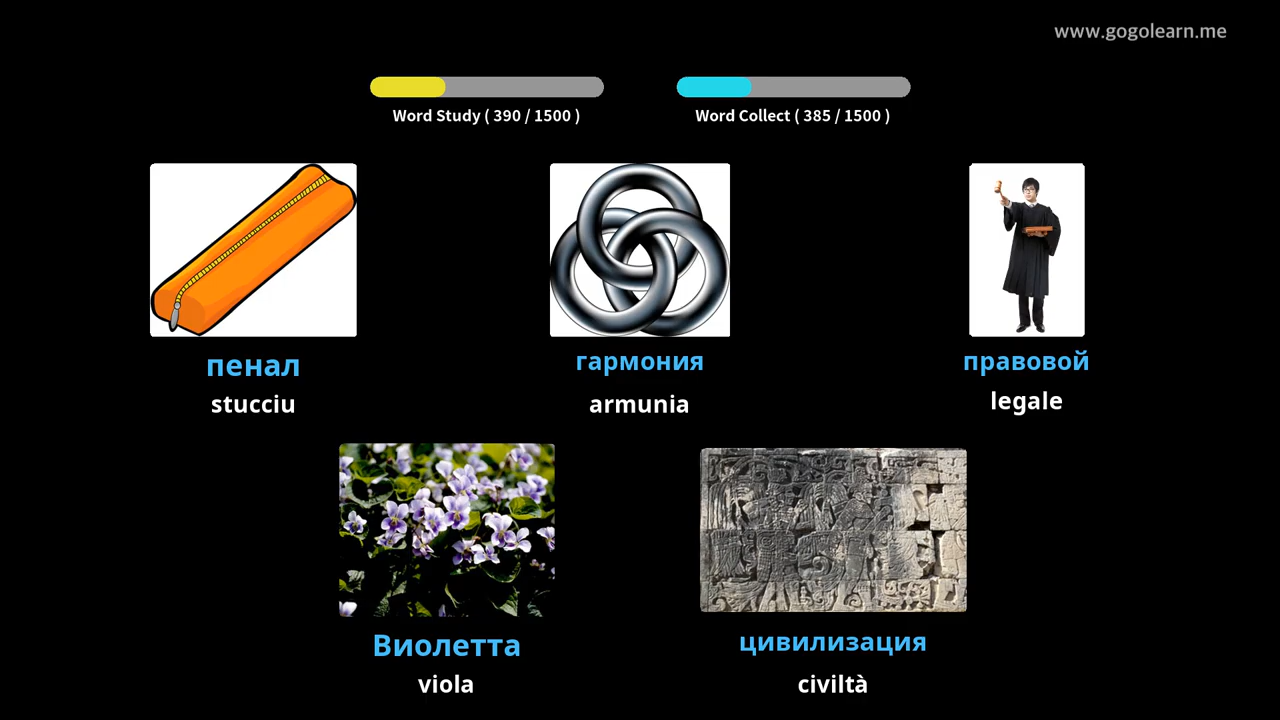 www.gogolearn.me
Word Study ( 390 / 1500 )
Word Collect ( 385 / 1500 )
пенал
stucciu
гармония
armunia
правовой
legale
Виолетта
viola
цивилизация
civiltà